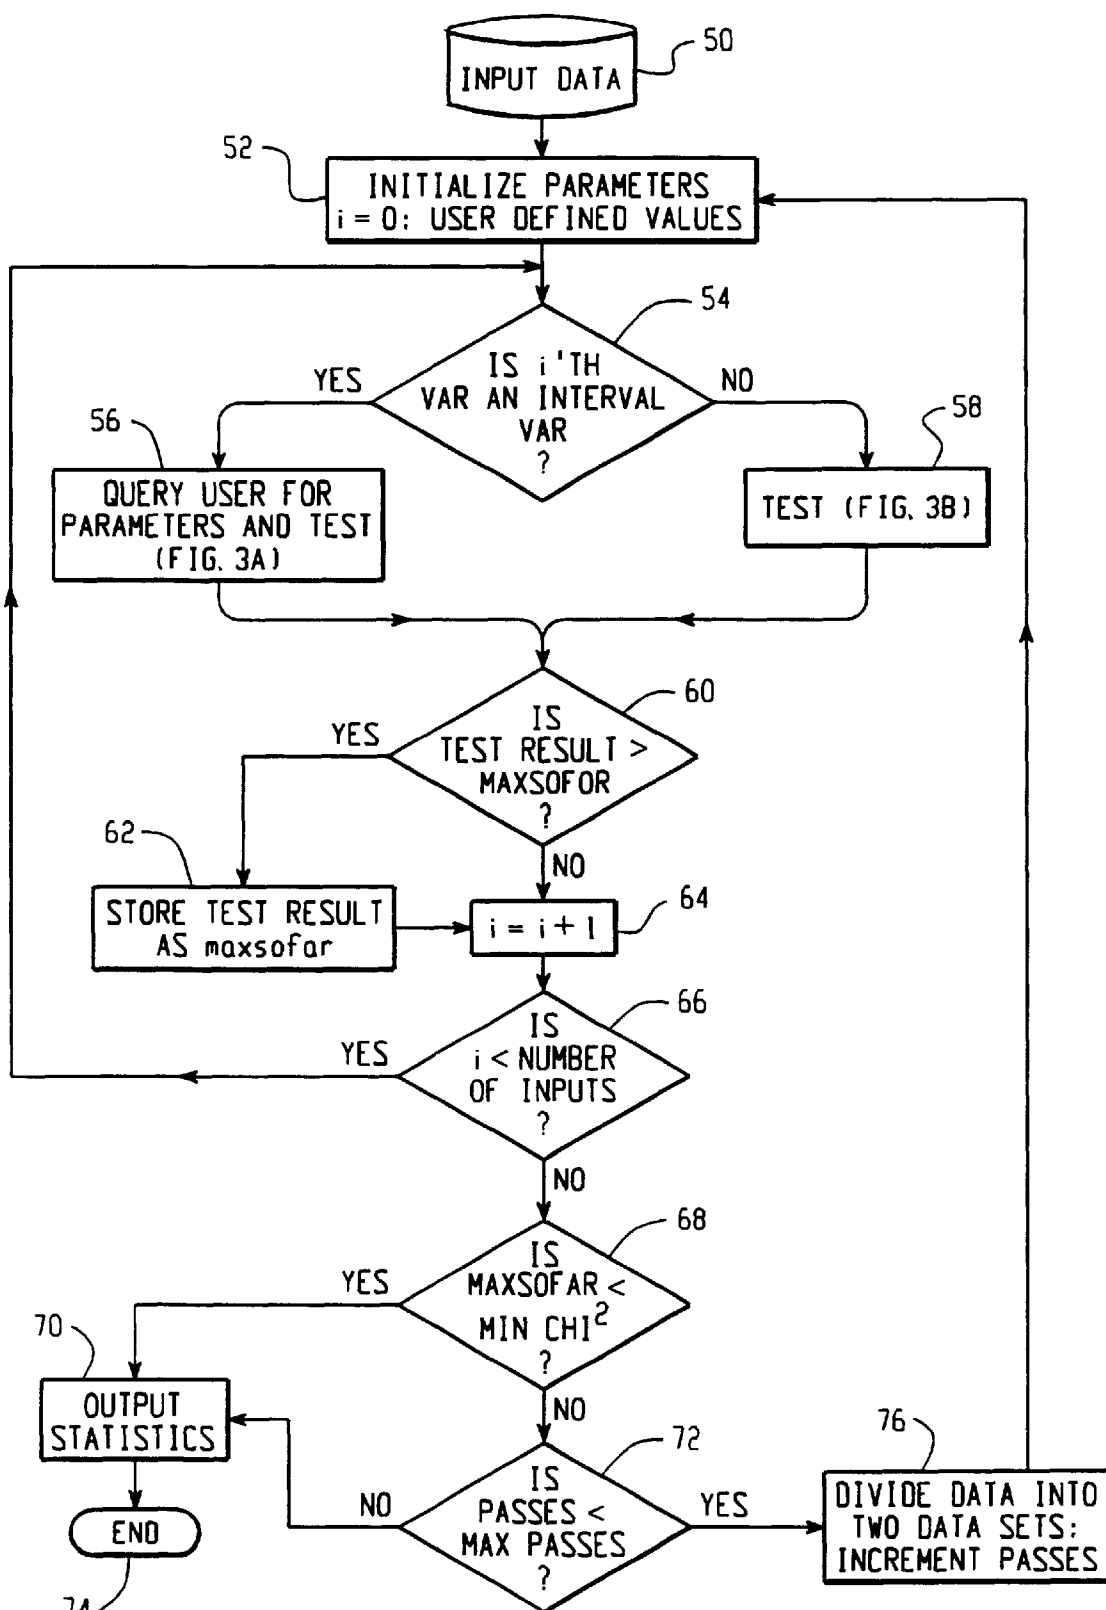 50
INPUT DATA
52
INITIALIZE PARAMETERS
i = 0: USER DEFINED VALUES
54
IS i'TH
VAR AN INTERVAL
VAR
?
YES
NO
56
QUERY USER FOR
PARAMETERS AND TEST
(FIG. 3A)
58
TEST (FIG. 3B)
60
IS
TEST RESULT >
MAXSOFOR
?
YES
NO
62
STORE TEST RESULT
AS maxsofar
64
i = i + 1
66
IS
i < NUMBER
OF INPUTS
?
YES
NO
68
IS
MAXSOFAR <
MIN CHI²
?
YES
NO
70
OUTPUT
STATISTICS
72
IS
PASSES <
MAX PASSES
?
NO
YES
76
DIVIDE DATA INTO
TWO DATA SETS:
INCREMENT PASSES
END
74